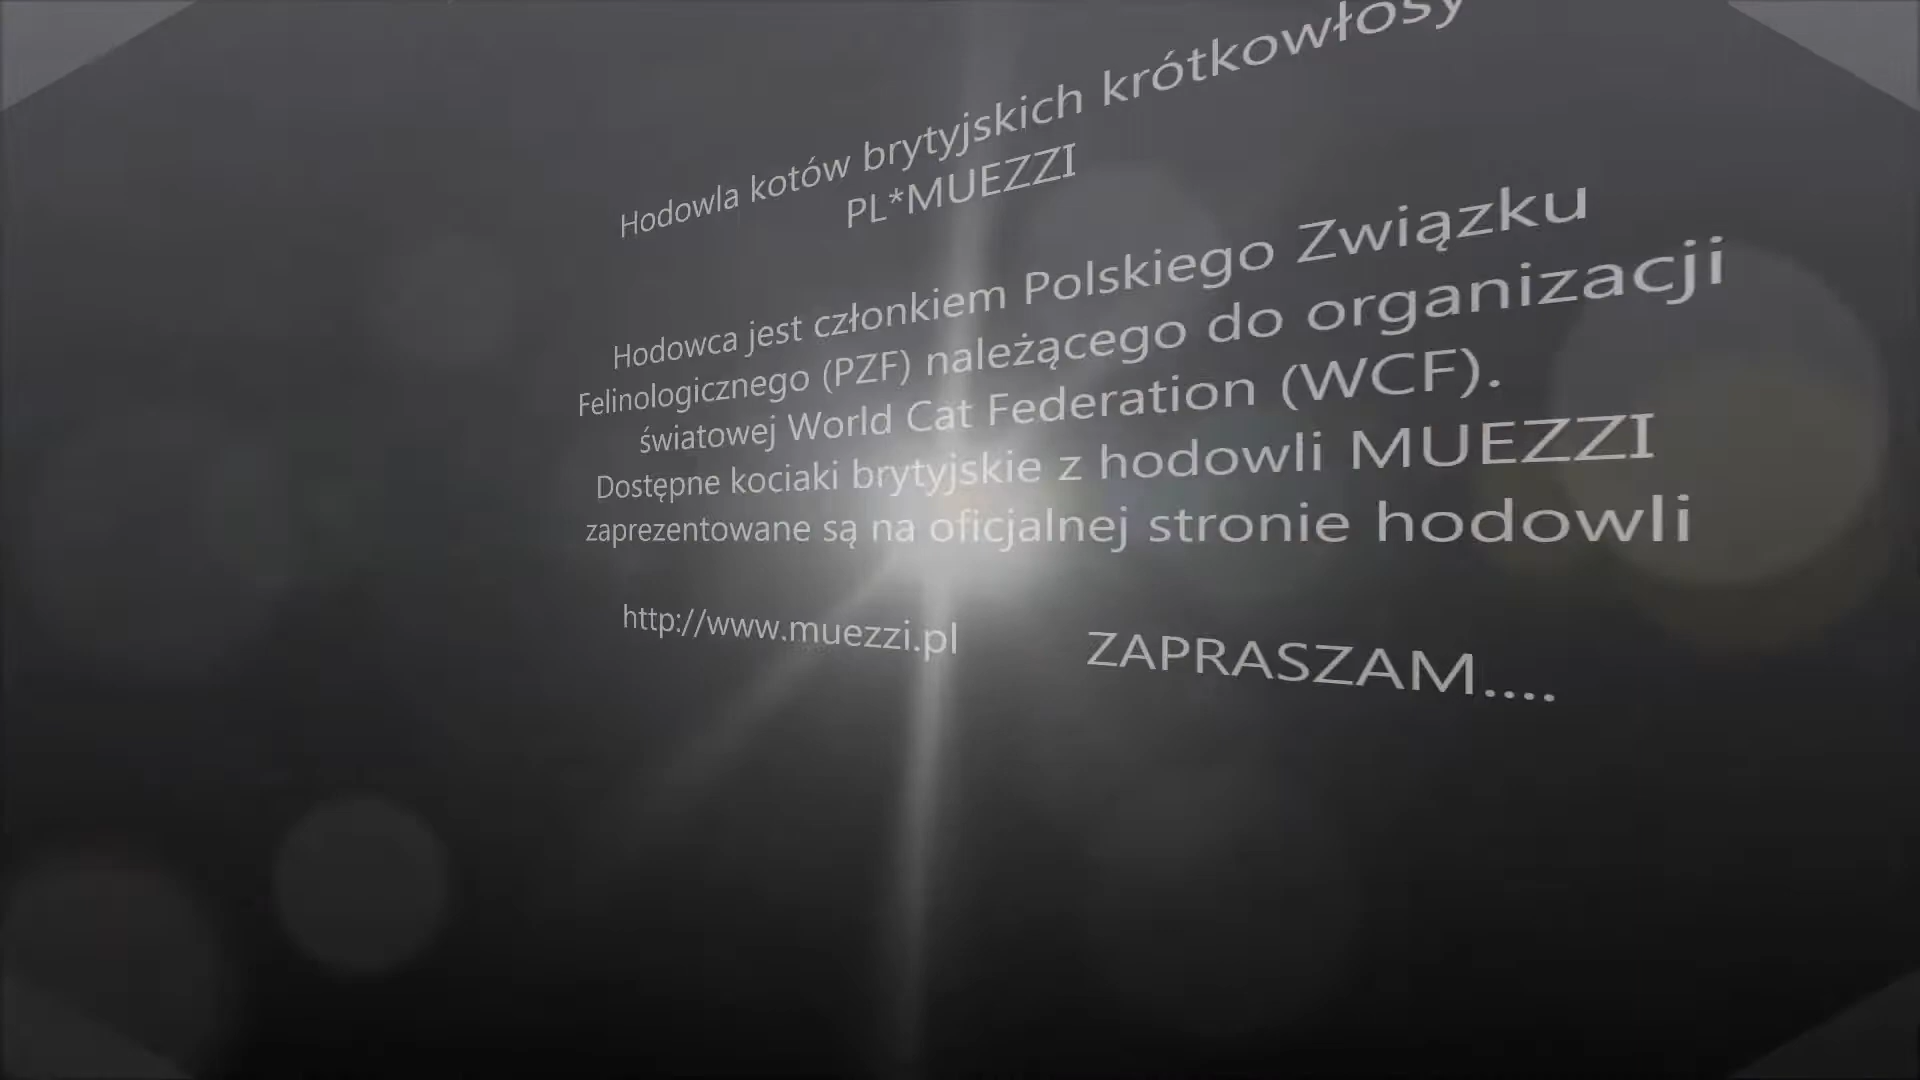 Hodowla kotów brytyjskich krótkowłosy
PL*MUEZZI
Hodowca jest członkiem Polskiego Związku
Felinologicznego (PZF) należącego do organizacji
światowej World Cat Federation (WCF).
Dostępne kociaki brytyjskie z hodowli MUEZZI
zaprezentowane są na oficjalnej stronie hodowli
http://www.muezzi.pl ZAPRASZAM....